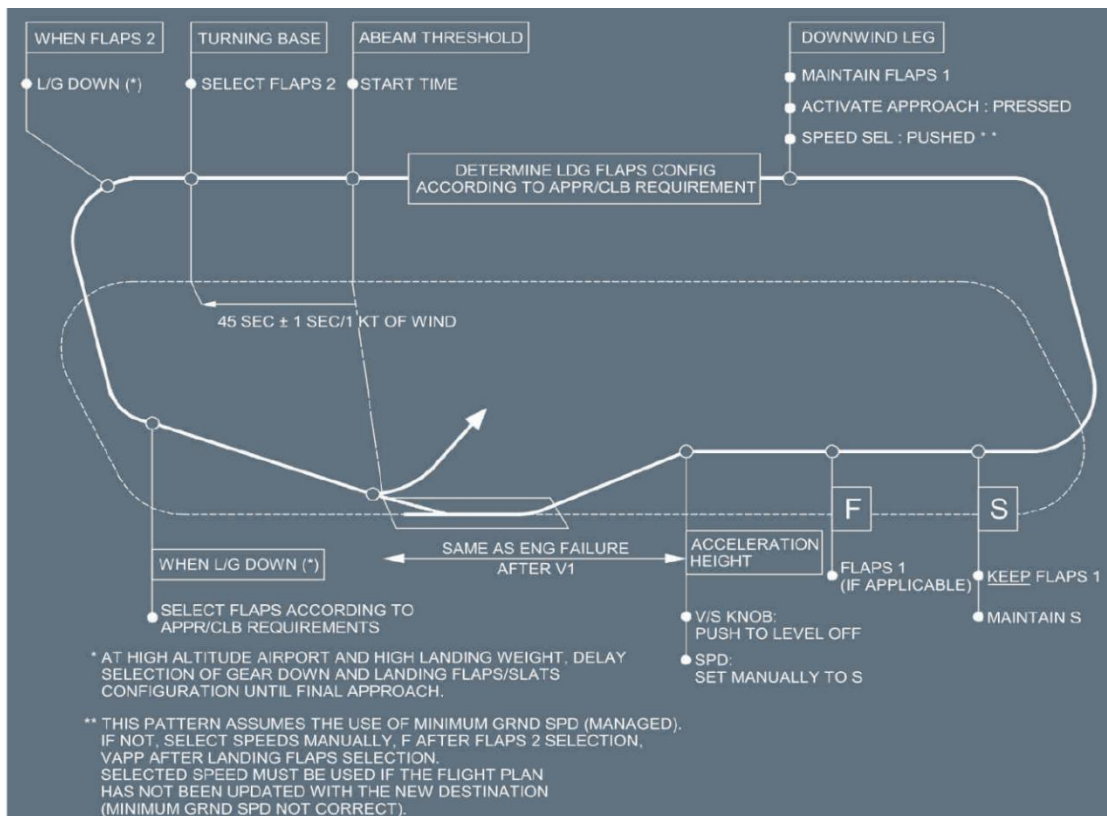 WHEN FLAPS 2
L/G DOWN (*)
TURNING BASE
SELECT FLAPS 2
ABEAM THRESHOLD
START TIME
DOWNWIND LEG
MAINTAIN FLAPS 1
ACTIVATE APPROACH : PRESSED
SPEED SEL : PUSHED * *
DETERMINE LDG FLAPS CONFIG
ACCORDING TO APPR/CLB REQUIREMENT
45 SEC ± 1 SEC/1 KT OF WIND
SAME AS ENG FAILURE
AFTER V1
ACCELERATION
HEIGHT
V/S KNOB:
PUSH TO LEVEL OFF
SPD:
SET MANUALLY TO S
F
FLAPS 1
(IF APPLICABLE)
S
KEEP FLAPS 1
MAINTAIN S
WHEN L/G DOWN (*)
SELECT FLAPS ACCORDING TO
APPR/CLB REQUIREMENTS
* AT HIGH ALTITUDE AIRPORT AND HIGH LANDING WEIGHT, DELAY
SELECTION OF GEAR DOWN AND LANDING FLAPS/SLATS
CONFIGURATION UNTIL FINAL APPROACH.
** THIS PATTERN ASSUMES THE USE OF MINIMUM GRND SPD (MANAGED).
IF NOT, SELECT SPEEDS MANUALLY, F AFTER FLAPS 2 SELECTION,
VAPP AFTER LANDING FLAPS SELECTION.
SELECTED SPEED MUST BE USED IF THE FLIGHT PLAN
HAS NOT BEEN UPDATED WITH THE NEW DESTINATION
(MINIMUM GRND SPD NOT CORRECT).